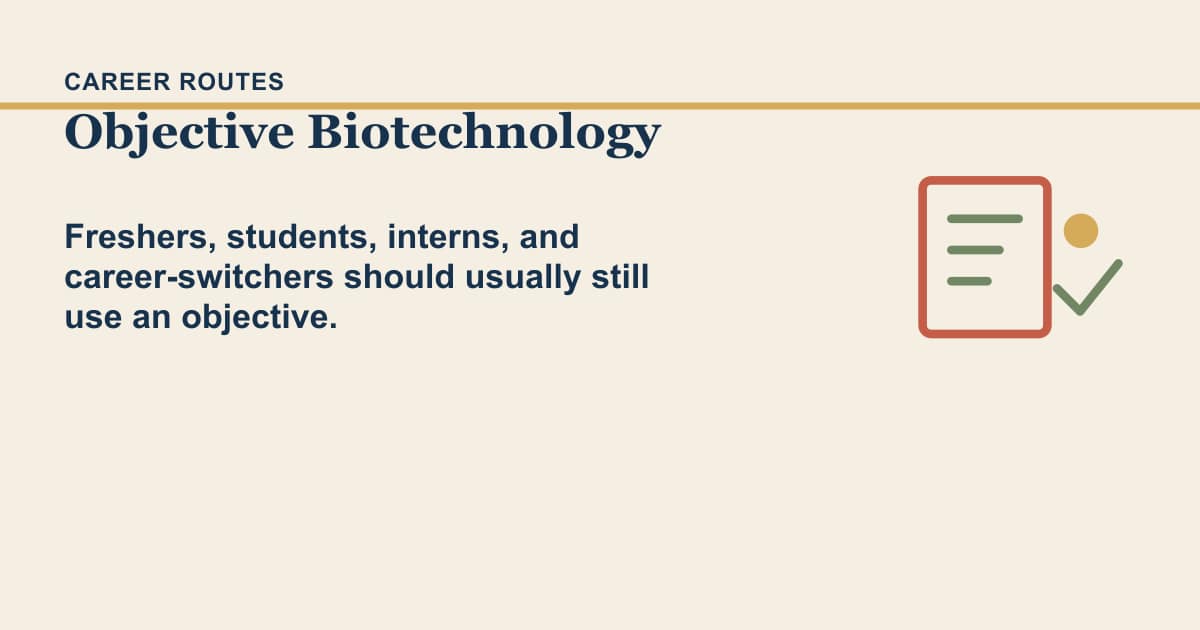 CAREER ROUTES
Objective Biotechnology
Freshers, students, interns, and
career-switchers should usually still
use an objective.